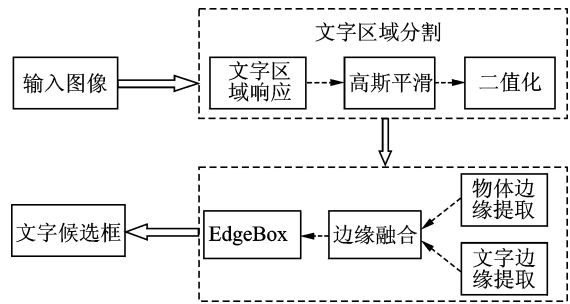 文字区域分割
输入图像
文字区
域响应
高斯平滑
二值化
文字候选框
EdgeBox
边缘融合
物体边
缘提取
文字边
缘提取